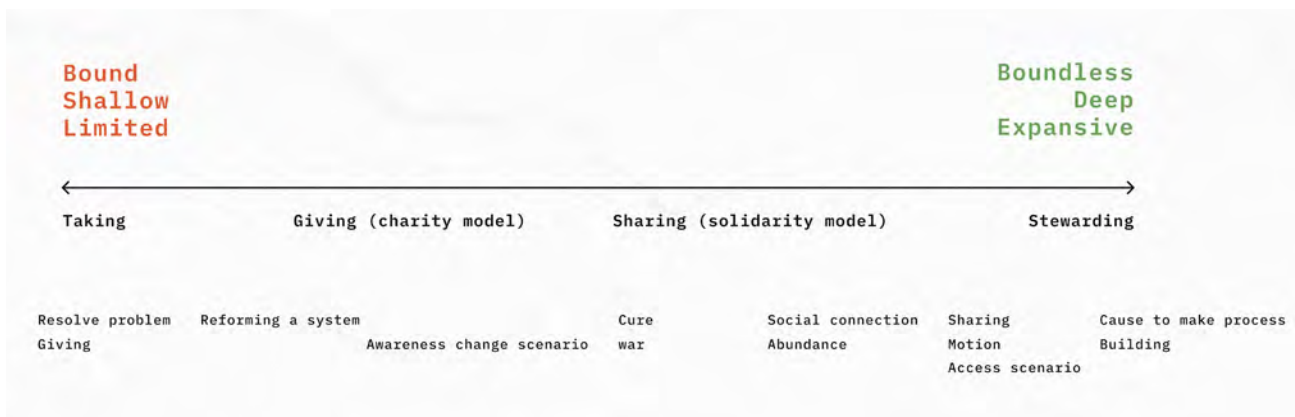 Bound
Shallow
Limited
Boundless
Deep
Expansive
Taking Giving (charity model) Sharing (solidarity model) Stewarding
Resolve problem Reforming a system Cure Social connection Sharing Cause to make process
Giving Awareness change scenario war Abundance Motion Building
Access scenario